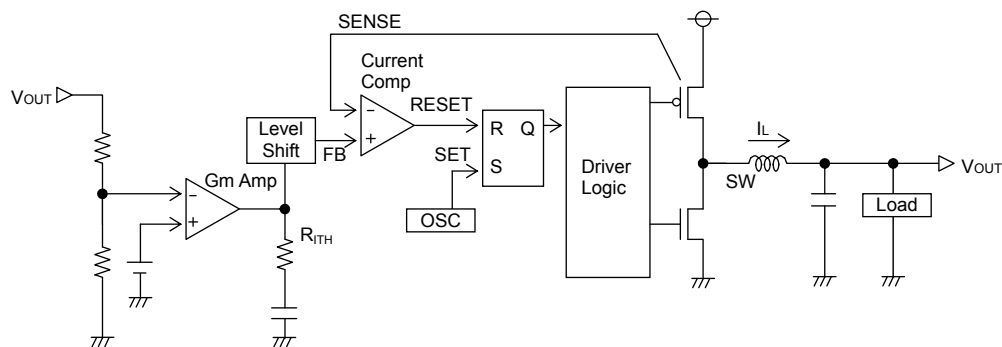 SENSE
Current
Comp
VOUT
RESET
Level
Shift
FB
R Q
S
SET
OSC
Gm Amp
RITH
Driver
Logic
IL
SW
VOUT
Load
−
+
−
+